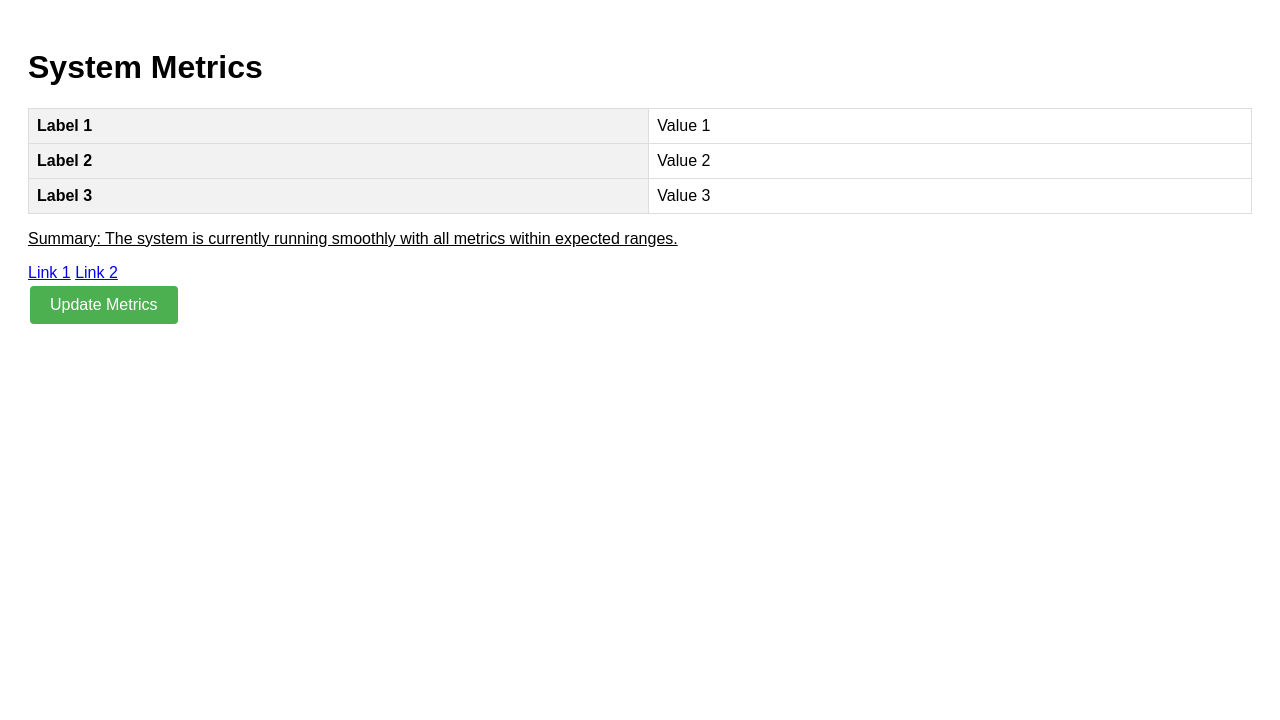 System Metrics
Label 1 Value 1
Label 2 Value 2
Label 3 Value 3
Summary: The system is currently running smoothly with all metrics within expected ranges.
Link 1 Link 2
Update Metrics